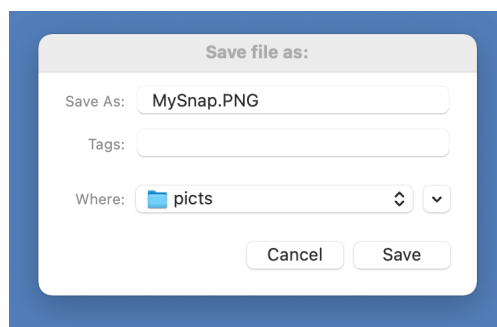 Save file as:
Save As: MySnap.PNG
Tags:
Where: picts
Cancel Save